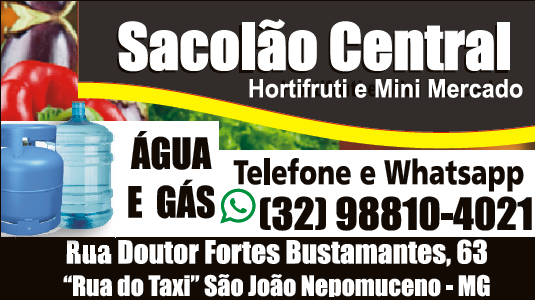 Sacolão Central
Hortifruti e Mini Mercado
ÁGUA
E GÁS
Telefone e Whatsapp
(32) 98810-4021
Rua Doutor Fortes Bustamantes, 63
“Rua do Taxi” São João Nepomuceno - MG